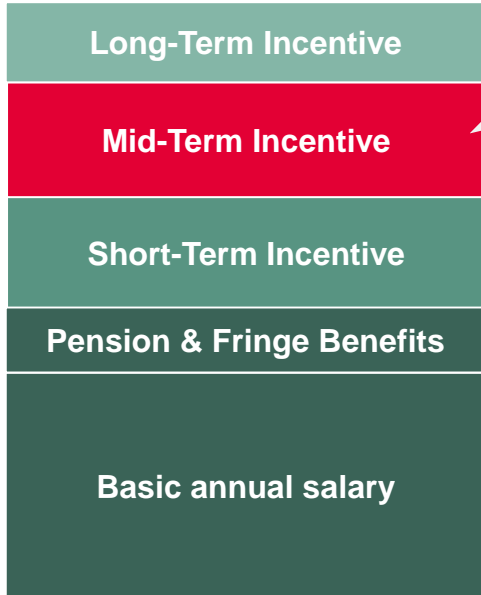 Long-Term Incentive
Mid-Term Incentive
Short-Term Incentive
Pension & Fringe Benefits
Basic annual salary